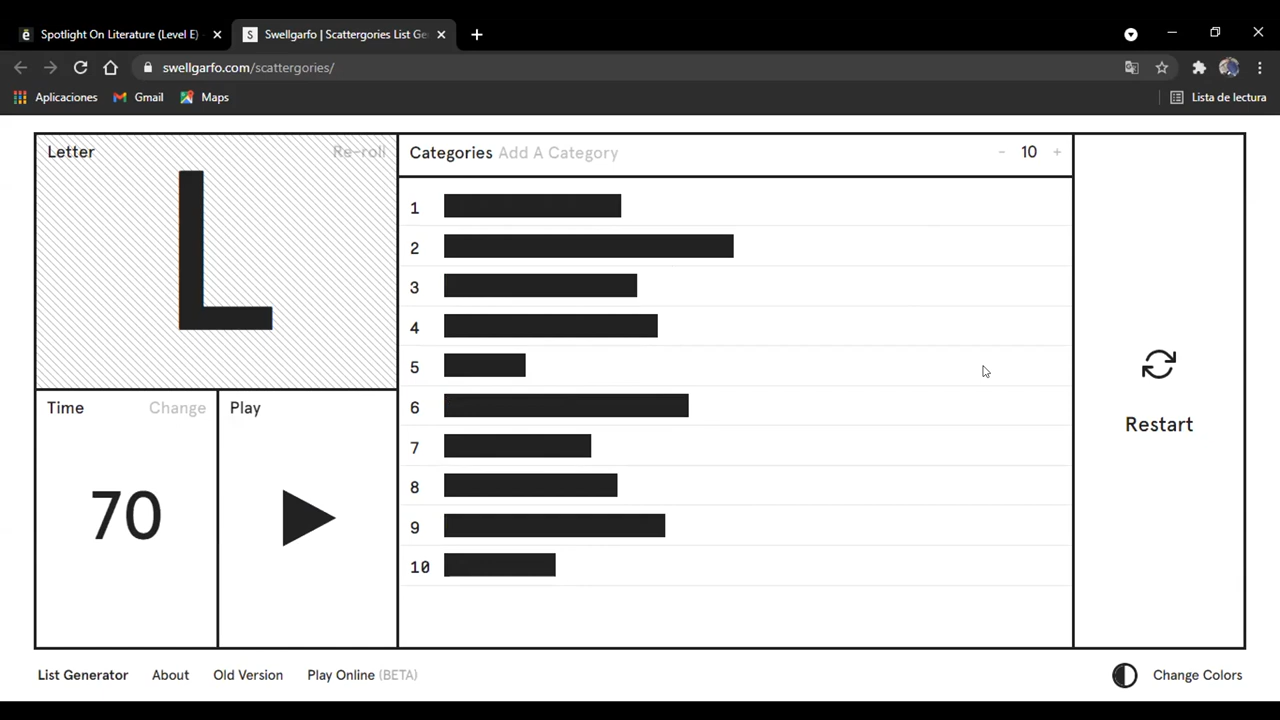 Spotlight On Literature (Level E)
Swellgarfo | Scattergories List Ge
swellgarfo.com/scattergories/
Aplicaciones Gmail Maps Lista de lectura
Letter Re-roll
L
Categories Add A Category - 10 +
1
2
3
4
5
6
7
8
9
10
Time Change
70
Play
Restart
List Generator About Old Version Play Online (BETA) Change Colors